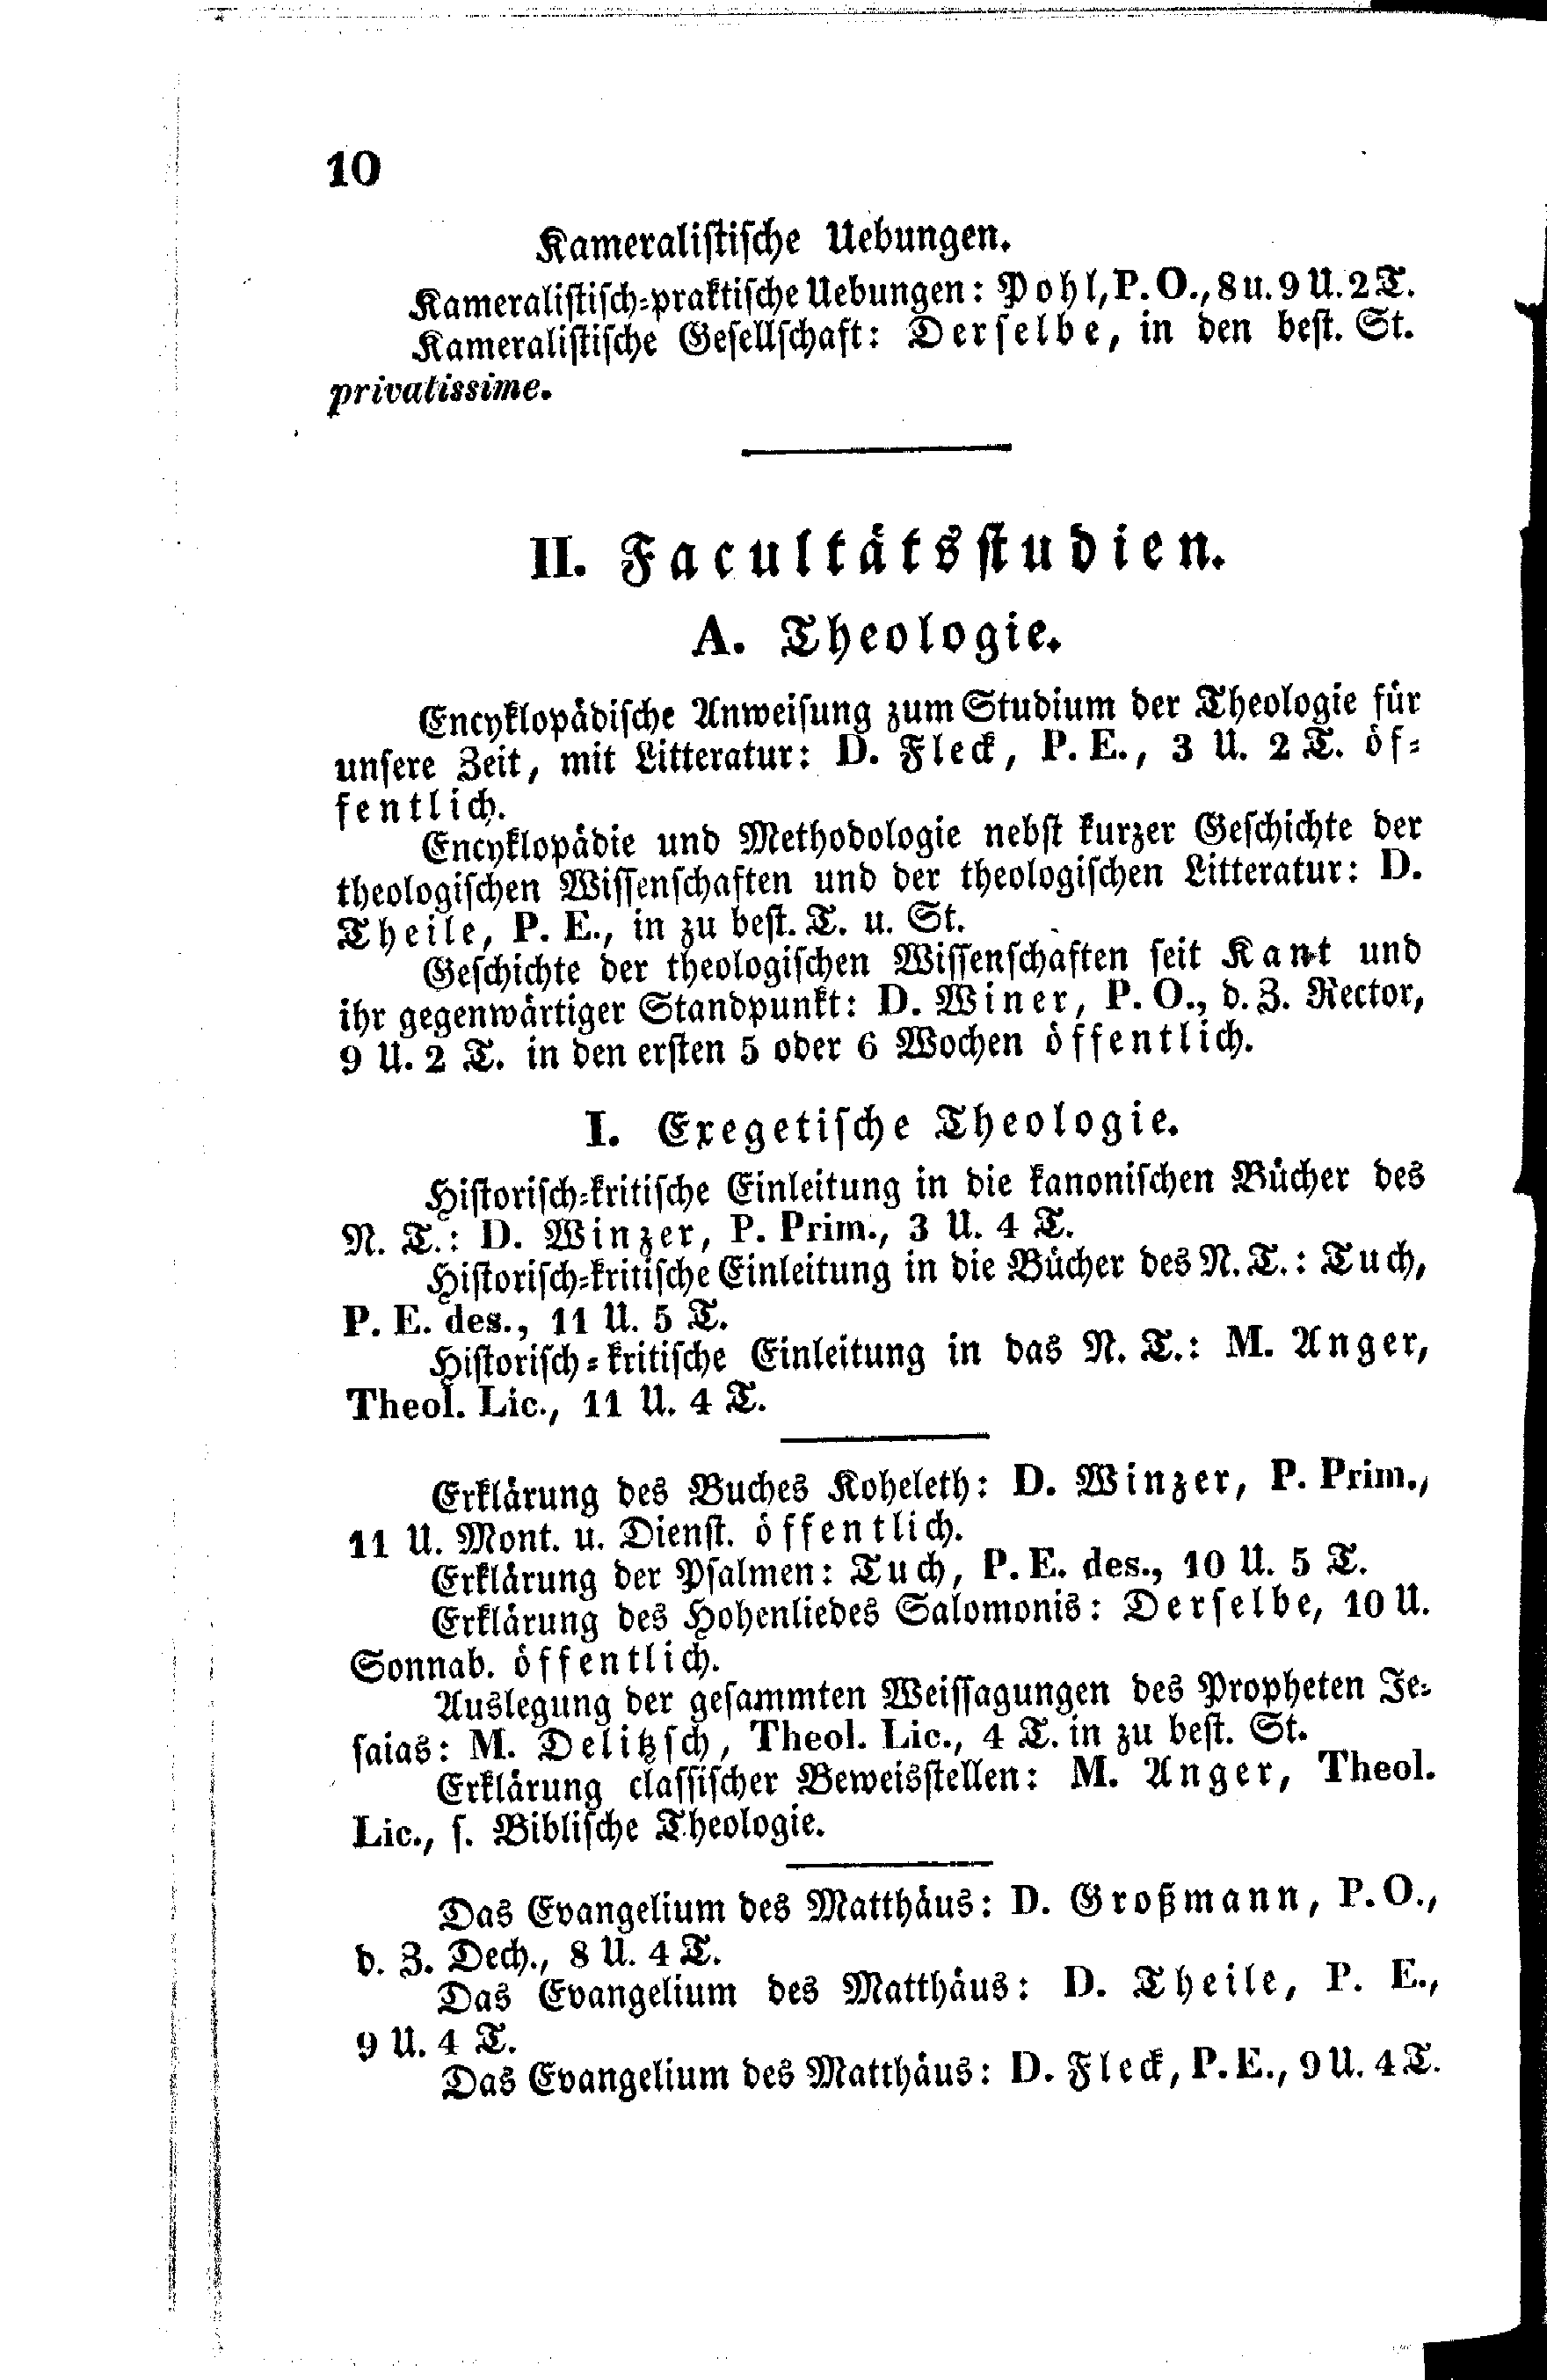 10
Kameralistische Uebungen.
Kameralistisch-praktische Uebungen: Pohl, P. O., 8 u. 9 U. 2 T.
Kameralistische Gesellschaft: Derselbe, in den best. St.
privatissime.
II. Facultätsstudien.
A. Theologie.
Encyklopädische Anweisung zum Studium der Theologie für
unsere Zeit, mit Litteratur: D. Fleck, P. E., 3 U. 2 T. öf-
fentlich.
Encyklopädie und Methodologie nebst kurzer Geschichte der
theologischen Wissenschaften und der theologischen Litteratur: D.
Theile, P. E., in zu best. T. u. St.
Geschichte der theologischen Wissenschaften seit Kant und
ihr gegenwärtiger Standpunkt: D. Winer, P. O., d. Z. Rector,
9 U. 2 T. in den ersten 5 oder 6 Wochen öffentlich.
I. Exegetische Theologie.
Historisch-kritische Einleitung in die kanonischen Bücher des
N. T.: D. Winzer, P. Prim., 3 U. 4 T.
Historisch-kritische Einleitung in die Bücher des N. T.: Tuch,
P. E. des., 11 U. 5 T.
Historisch-kritische Einleitung in das N. T.: M. Anger,
Theol. Lic., 11 U. 4 T.
Erklärung des Buches Koheleth: D. Winzer, P. Prim.,
11 U. Mont. u. Dienst. öffentlich.
Erklärung der Psalmen: Tuch, P. E. des., 10 U. 5 T.
Erklärung des Hohenliedes Salomonis: Derselbe, 10 U.
Sonnab. öffentlich.
Auslegung der gesammten Weissagungen des Propheten Je-
saias: M. Delitzsch, Theol. Lic., 4 T. in zu best. St.
Erklärung classischer Beweisstellen: M. Anger, Theol.
Lic., s. Biblische Theologie.
Das Evangelium des Matthäus: D. Großmann, P. O.,
d. Z. Dech., 8 U. 4 T.
Das Evangelium des Matthäus: D. Theile, P. E.,
9 U. 4 T.
Das Evangelium des Matthäus: D. Fleck, P. E., 9 U. 4 T.